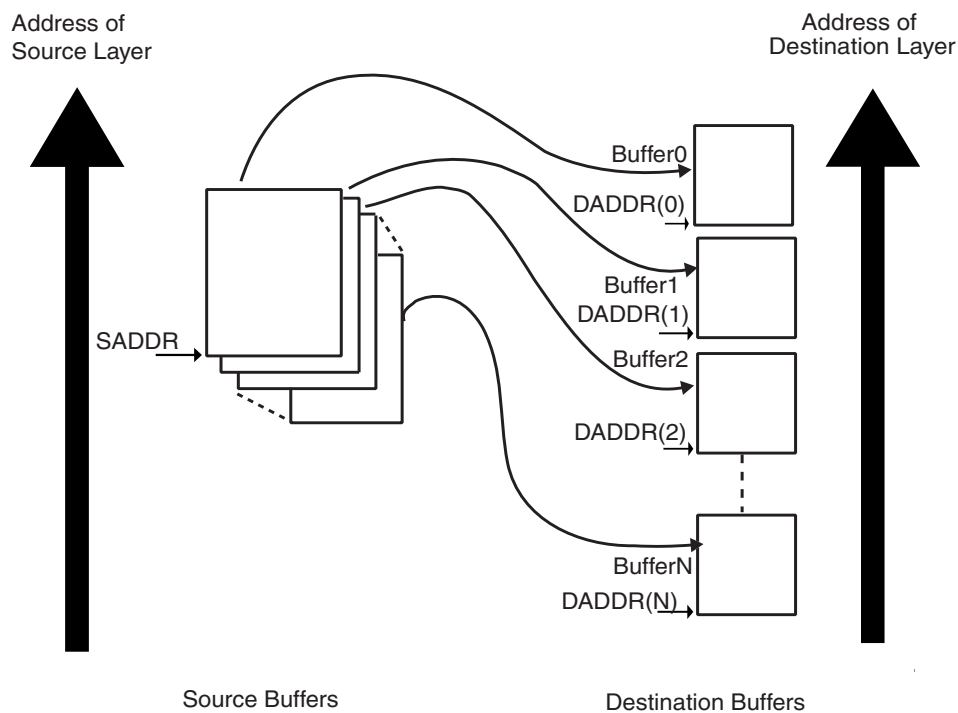 Address of
Source Layer
Address of
Destination Layer
Buffer0
DADDR(0)
Buffer1
DADDR(1)
SADDR
Buffer2
DADDR(2)
BufferN
DADDR(N)
Source Buffers
Destination Buffers